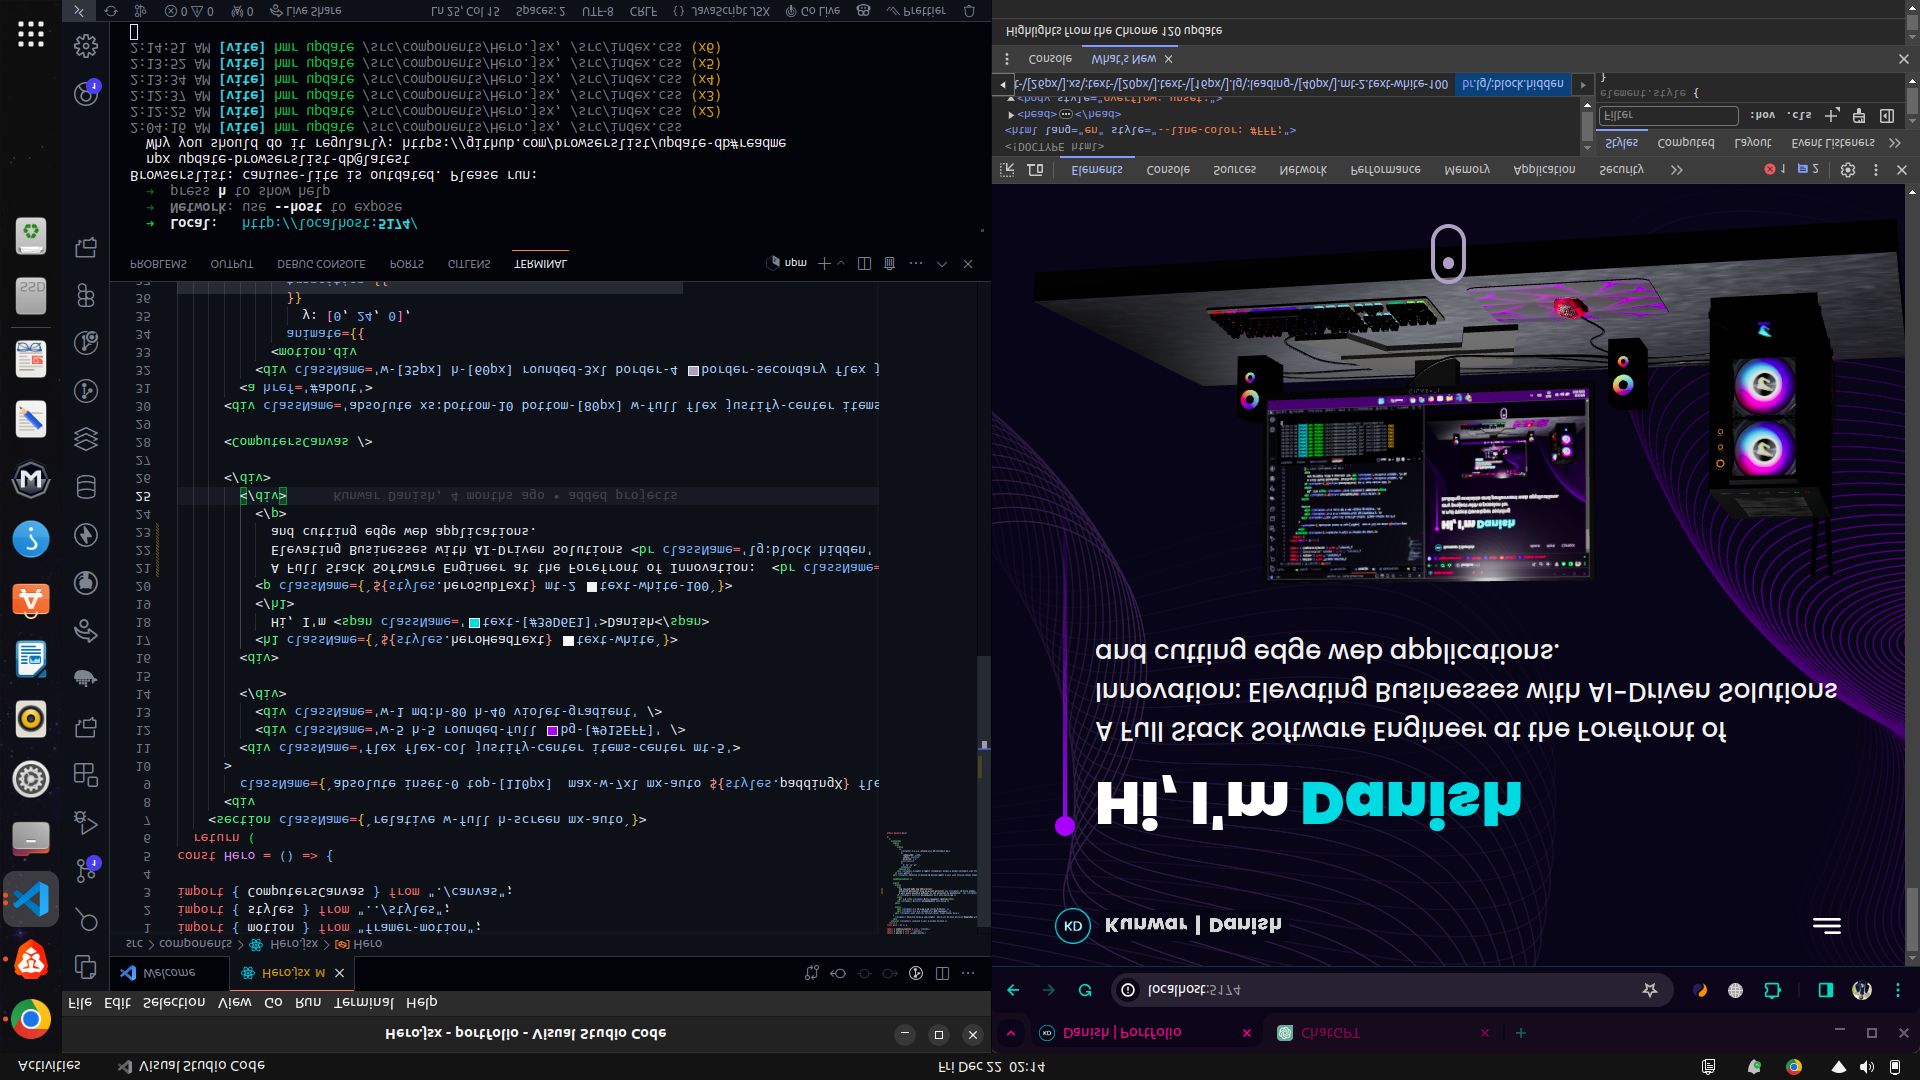 Activities
Visual Studio Code
Fri Dec 22 02:14
Hero.jsx - portfolio - Visual Studio Code
File Edit Selection View Go Run Terminal Help
Welcome
Hero.jsx M
src > components > Hero.jsx > Hero
1 import { motion } from "framer-motion";
2 import { styles } from "../styles";
3 import { ComputersCanvas } from "./canvas";
4
5 const Hero = () => {
6 return (
7 <section className={`relative w-full h-screen mx-auto`}>
8 <div
9 className={`absolute inset-0 top-[110px] max-w-7xl mx-auto ${styles.paddingX} fle
10 >
11 <div className='flex flex-col justify-center items-center mt-5'>
12 <div className='w-5 h-5 rounded-full bg-[#915EFF]' />
13 <div className='w-1 md:h-80 h-40 violet-gradient' />
14 </div>
15
16 <div>
17 <h1 className={`${styles.heroHeadText} text-white`}>
18 Hi, I'm <span className='text-[#39D6E1]'>Danish</span>
19 </h1>
20 <p className={`${styles.heroSubText} mt-2 text-white-100`}>
21 A Full Stack Software Engineer at the Forefront of Innovation: <br className=
22 Elevating Businesses with AI-Driven Solutions <br className='lg:block hidden'
23 and cutting edge web applications.
24 </p>
25 </div> Kunwar Danish, 4 months ago • added projects
26 </div>
27
28 <ComputersCanvas />
29
30 <div className='absolute xs:bottom-10 bottom-[80px] w-full flex justify-center items
31 <a href='#about'>
32 <div className='w-[35px] h-[60px] rounded-3xl border-4 border-secondary flex j
33 <motion.div
34 animate={{
35 y: [0, 24, 0],
36 }}
PROBLEMS OUTPUT DEBUG CONSOLE PORTS GITLENS TERMINAL
npm
➜ Local: http://localhost:5174/
➜ Network: use --host to expose
➜ press h to show help
Browserslist: caniuse-lite is outdated. Please run:
npx update-browserslist-db@latest
Why you should do it regularly: https://github.com/browserslist/update-db#readme
2:04:16 AM [vite] hmr update /src/components/Hero.jsx, /src/index.css
2:12:25 AM [vite] hmr update /src/components/Hero.jsx, /src/index.css (x2)
2:12:37 AM [vite] hmr update /src/components/Hero.jsx, /src/index.css (x3)
2:13:34 AM [vite] hmr update /src/components/Hero.jsx, /src/index.css (x4)
2:13:52 AM [vite] hmr update /src/components/Hero.jsx, /src/index.css (x5)
2:14:51 AM [vite] hmr update /src/components/Hero.jsx, /src/index.css (x6)
0 0 0 Live Share
Ln 25, Col 15 Spaces: 2 UTF-8 CRLF {} JavaScript JSX Go Live Prettier
SSD
Danish | Portfolio
ChatGPT
localhost:5174
KD Kunwar | Danish
Hi, I'm Danish
A Full Stack Software Engineer at the Forefront of
Innovation: Elevating Businesses with AI-Driven Solutions
and cutting edge web applications.
Elements Console Sources Network Performance Memory Application Security >> 1 2
<!DOCTYPE html>
<html lang="en" style="--line-color: #FFF;">
<head> </head>
<body style="overflow: unset;">
t-\[26px\].xs\:text-\[20px\].text-\[16px\].lg\:leading-\[40px\].mt-2.text-white-100 br.lg\:block.hidden
Styles Computed Layout Event Listeners >>
Filter :hov .cls
element.style {
}
Console What's New
Highlights from the Chrome 120 update